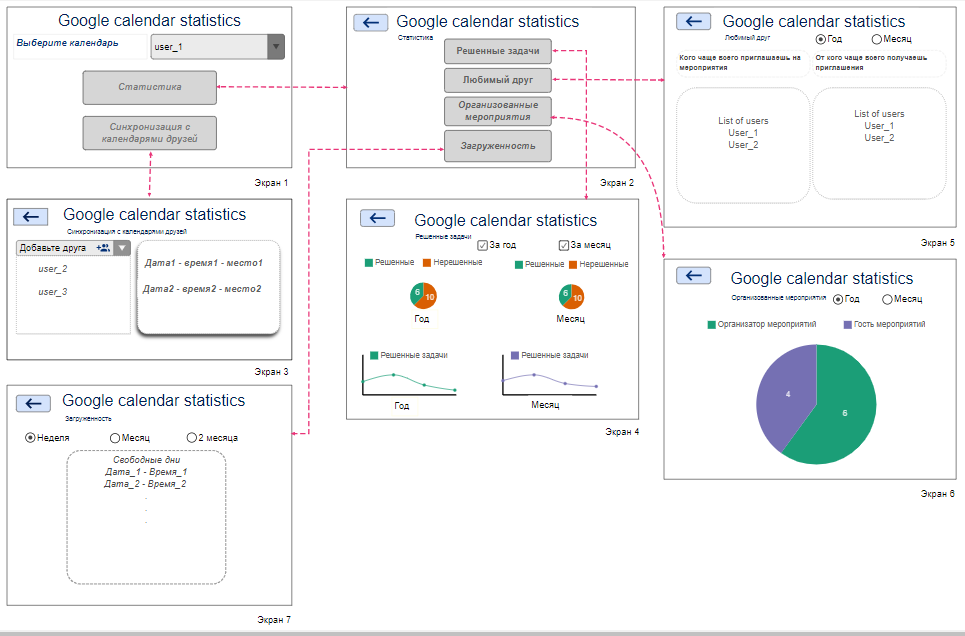 Google calendar statistics
Выберите календарь
user_1
Статистика
Синхронизация с
календарями друзей
Экран 1
Google calendar statistics
Статистика
Решенные задачи
Любимый друг
Организованные
мероприятия
Загруженность
Экран 2
Google calendar statistics
Любимый друг
Год
Месяц
Кого чаще всего приглашаешь на
мероприятия
От кого чаще всего получаешь
приглашения
List of users
User_1
User_2
List of users
User_1
User_2
Экран 5
Google calendar statistics
Синхронизация с календарями друзей
Добавьте друга
user_2
user_3
Дата1 - время1 - место1
Дата2 - время2 - место2
Экран 3
Google calendar statistics
Решенные задачи
За год
За месяц
Решенные
Нерешенные
Решенные
Нерешенные
6
10
6
10
Год
Месяц
Решенные задачи
Решенные задачи
Год
Месяц
Экран 4
Google calendar statistics
Организованные мероприятия
Год
Месяц
Организатор мероприятий
Гость мероприятий
4
6
Экран 6
Google calendar statistics
Загруженность
Неделя
Месяц
2 месяца
Свободные дни
Дата_1 - Время_1
Дата_2 - Время_2
Экран 7